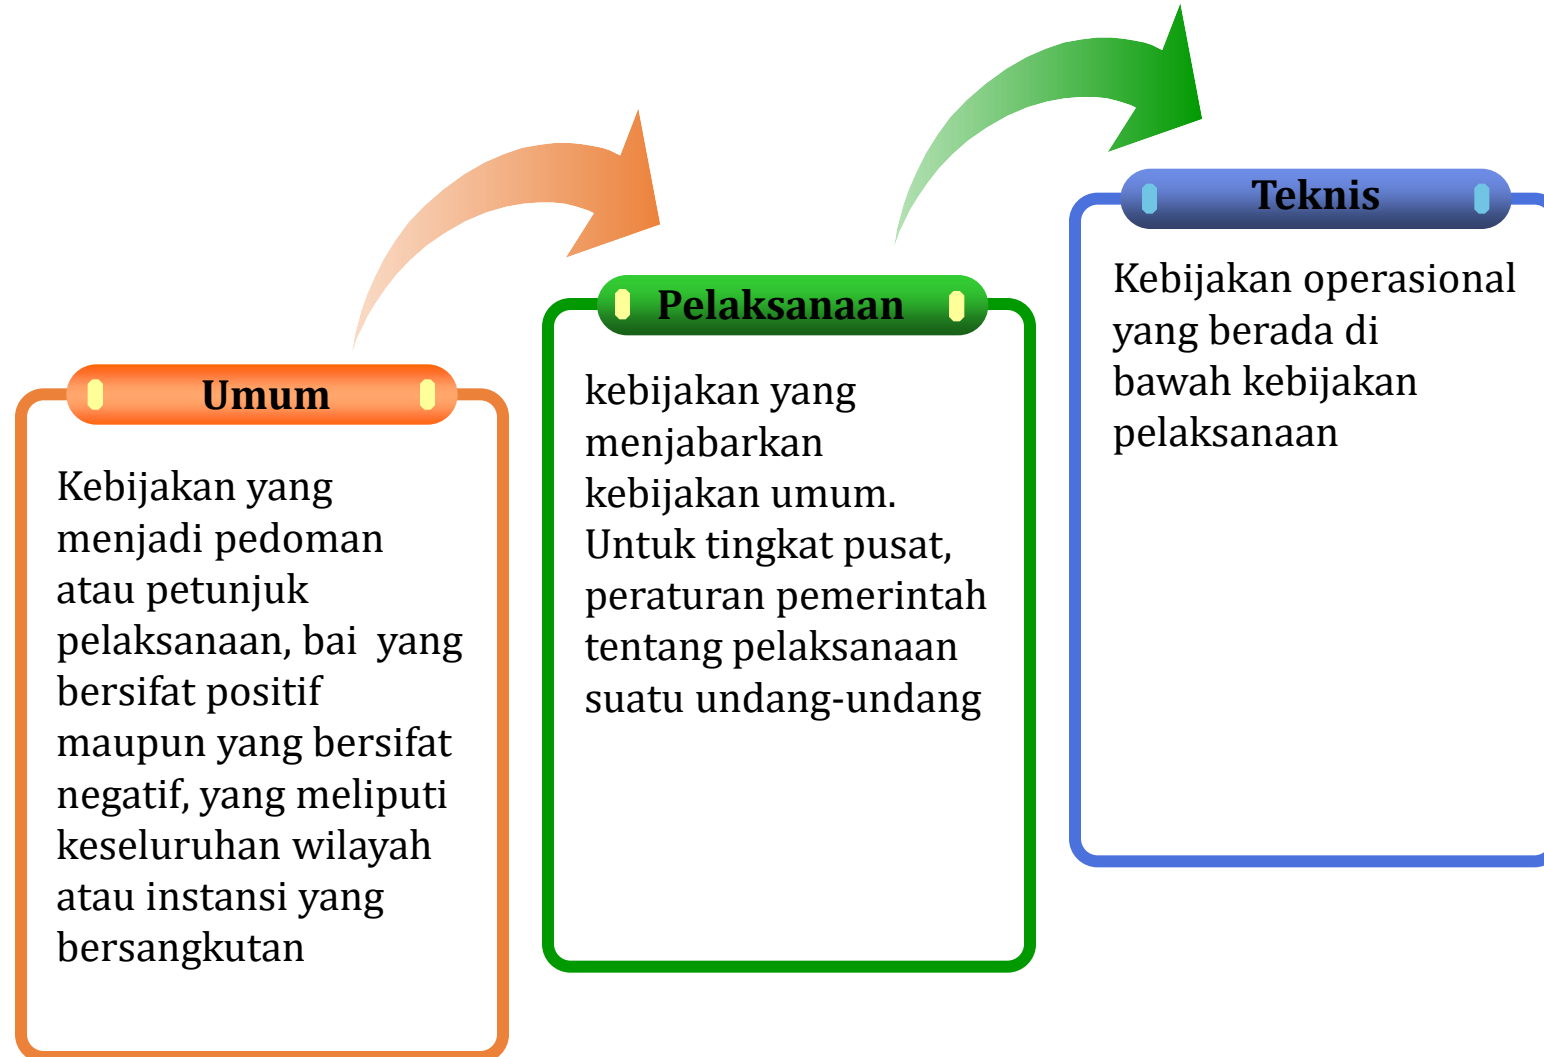 Umum
Kebijakan yang
menjadi pedoman
atau petunjuk
pelaksanaan, bai  yang
bersifat positif
maupun yang bersifat
negatif, yang meliputi
keseluruhan wilayah
atau instansi yang
bersangkutan
Pelaksanaan
kebijakan yang
menjabarkan
kebijakan umum.
Untuk tingkat pusat,
peraturan pemerintah
tentang pelaksanaan
suatu undang-undang
Teknis
Kebijakan operasional
yang berada di
bawah kebijakan
pelaksanaan